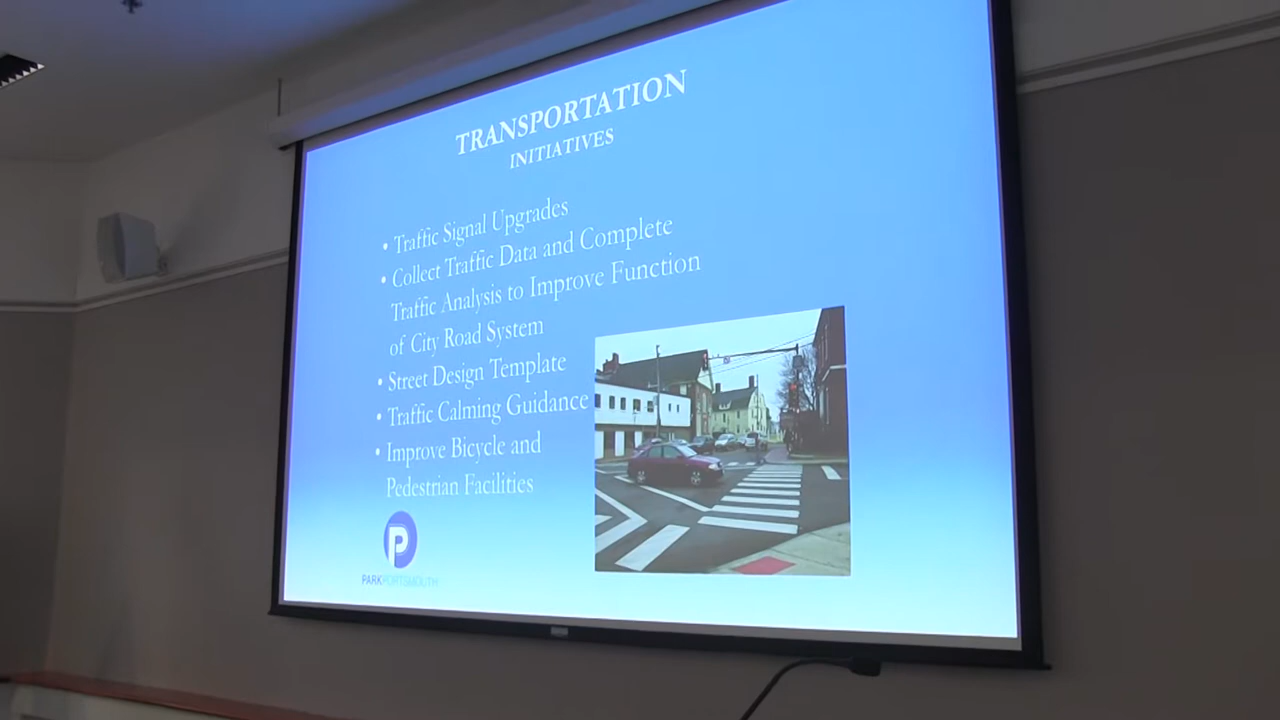 TRANSPORTATION
INITIATIVES
• Traffic Signal Upgrades
• Collect Traffic Data and Complete
Traffic Analysis to Improve Function
of City Road System
• Street Design Template
• Traffic Calming Guidance
• Improve Bicycle and
Pedestrian Facilities
P
PARKPORTSMOUTH